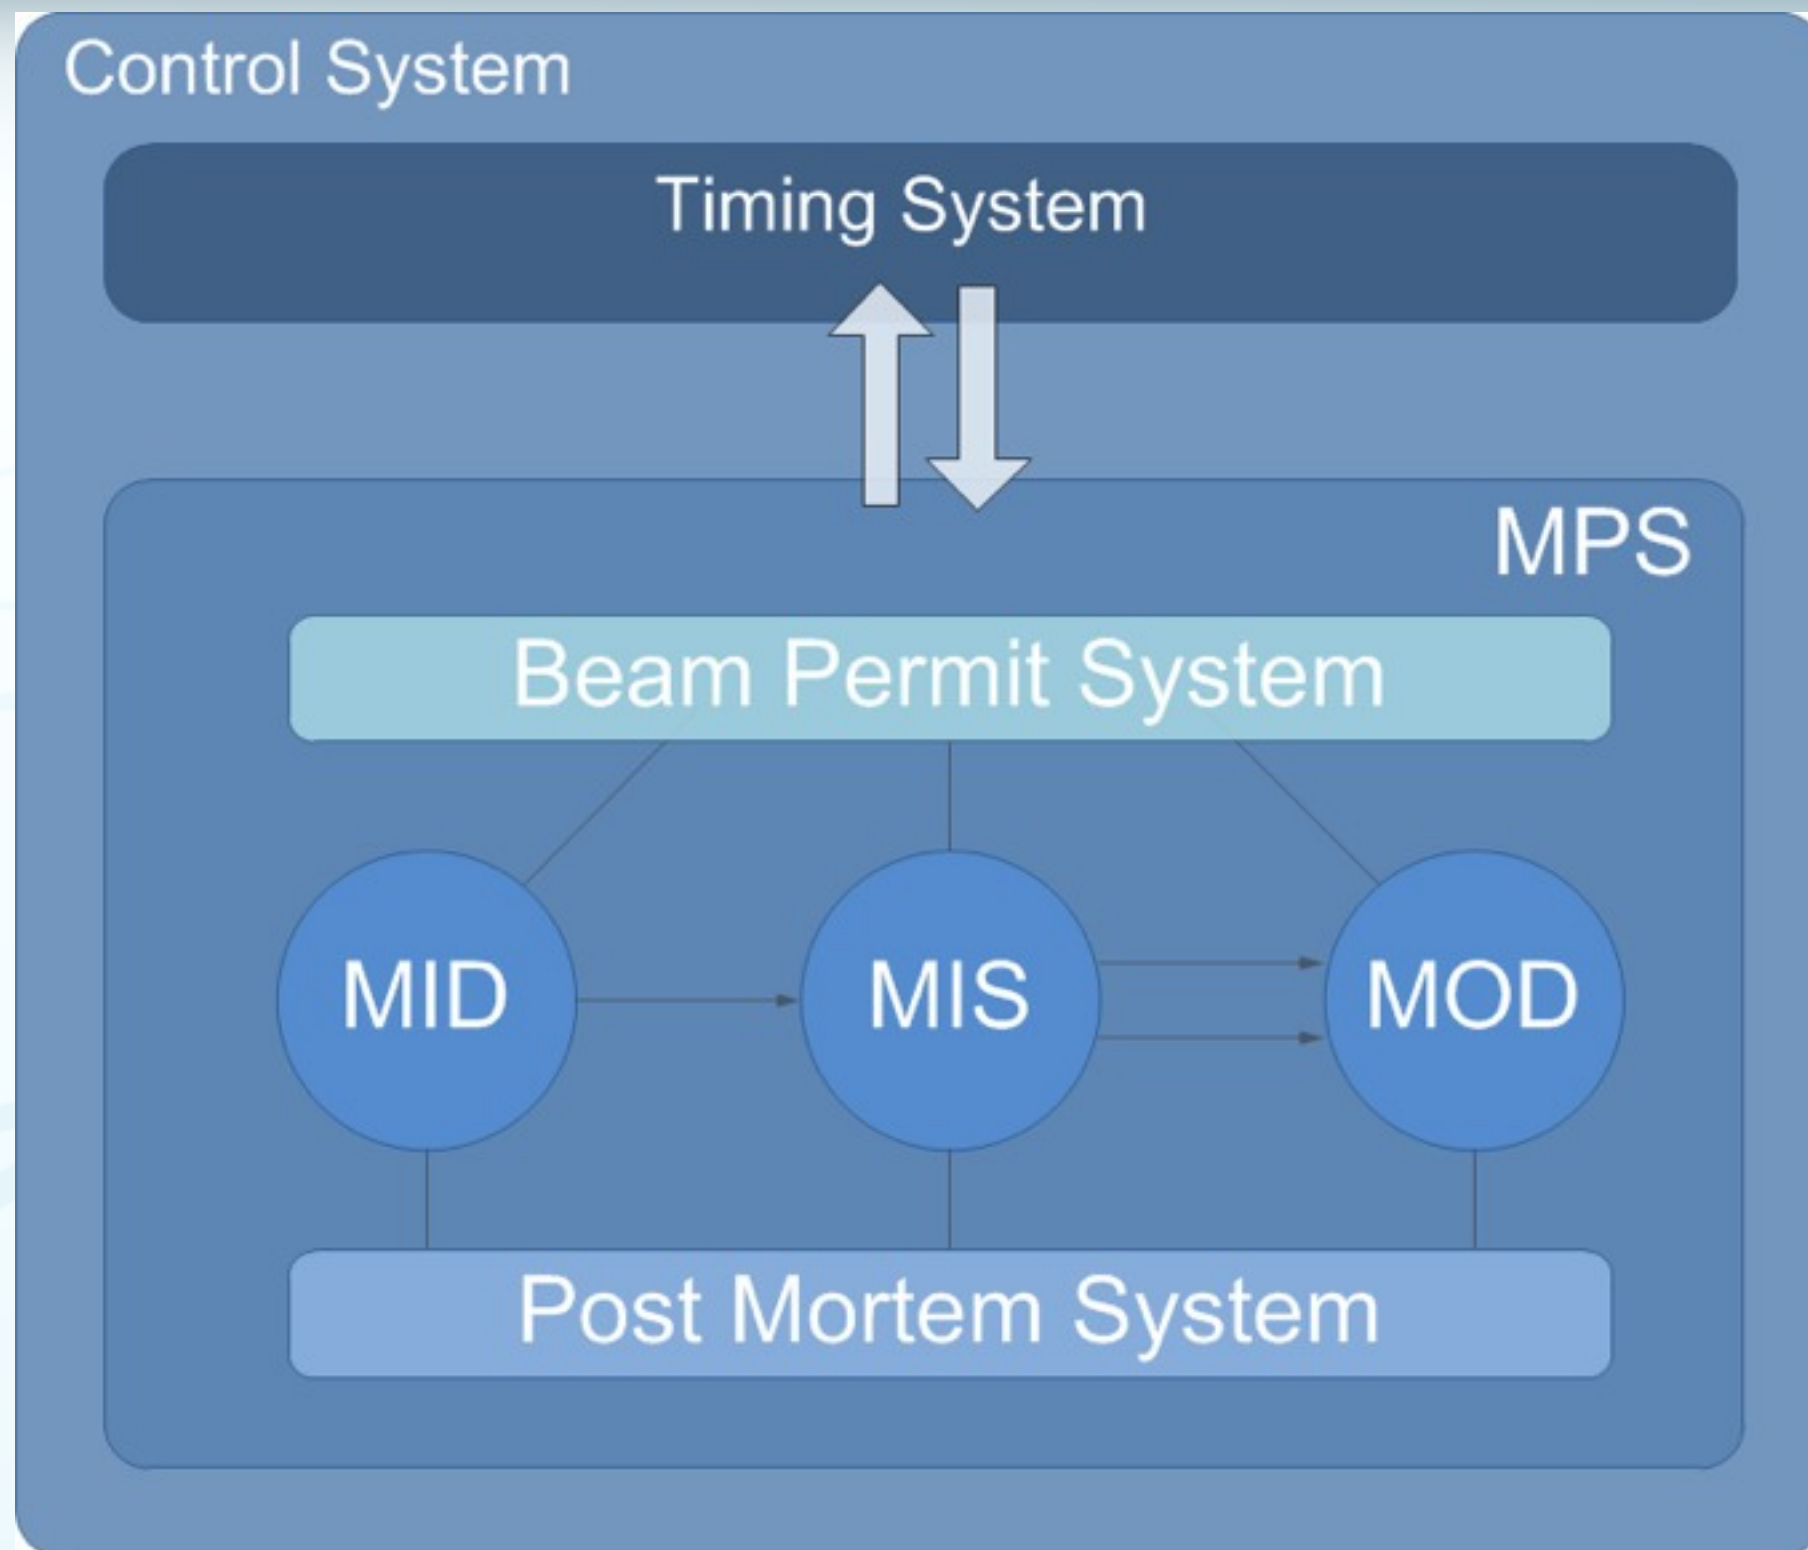 Control System
Timing System
MPS
Beam Permit System
MID
MIS
MOD
Post Mortem System